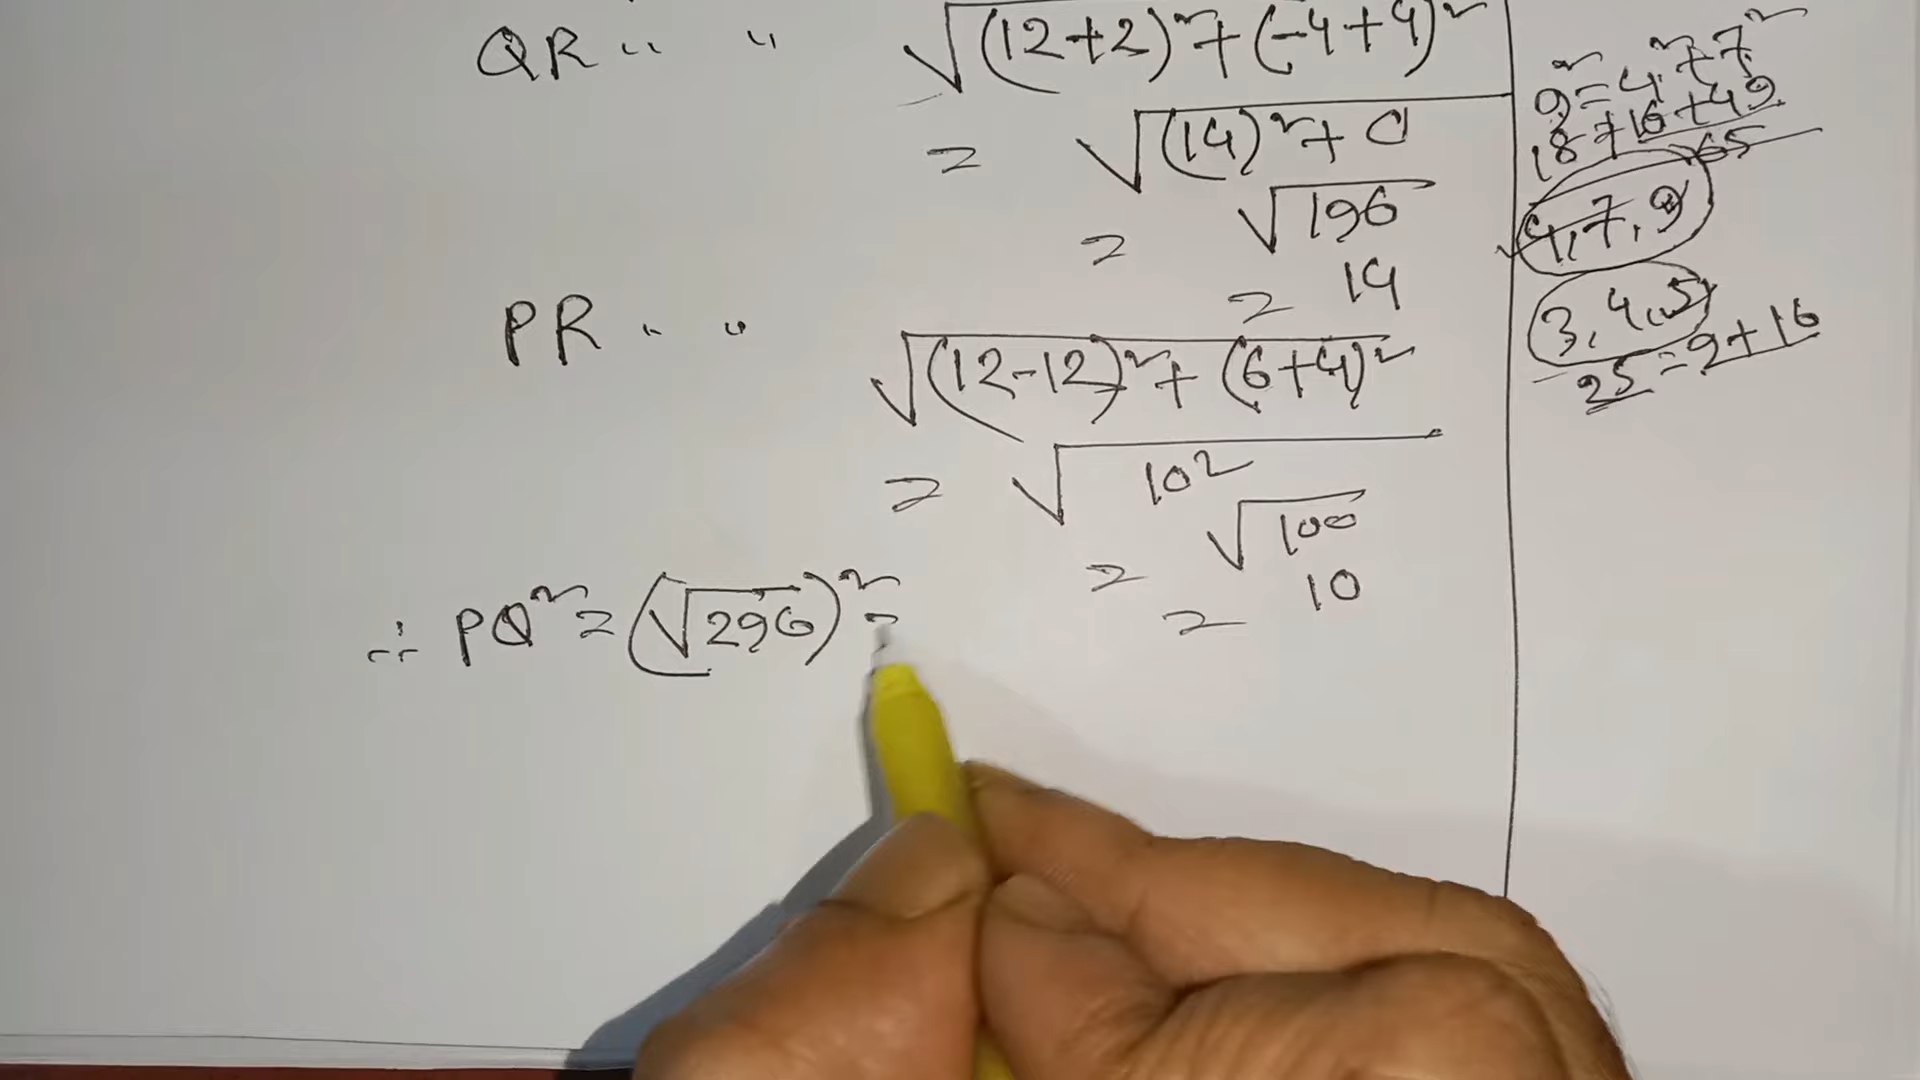 QR " " √(12+2)²+(-4+4)²
= √(14)²+0
= √196
= 14
PR " " √(12-12)²+(6+4)²
= √10²
= √100
= 10
∴ PQ² = (√296)² =
9² = 4²+7²
18 16+49
65
4,7,9
3,4,5
25=9+16